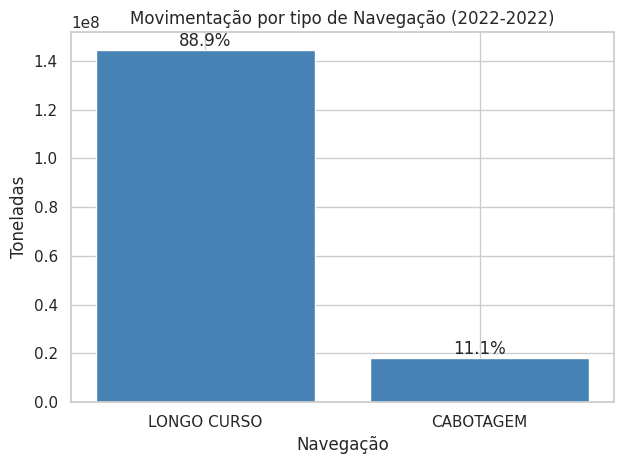 Movimentação por tipo de Navegação (2022-2022)
1e8
88.9%
1.4
1.2
1.0
0.8
0.6
0.4
0.2
0.0
11.1%
Toneladas
LONGO CURSO
CABOTAGEM
Navegação